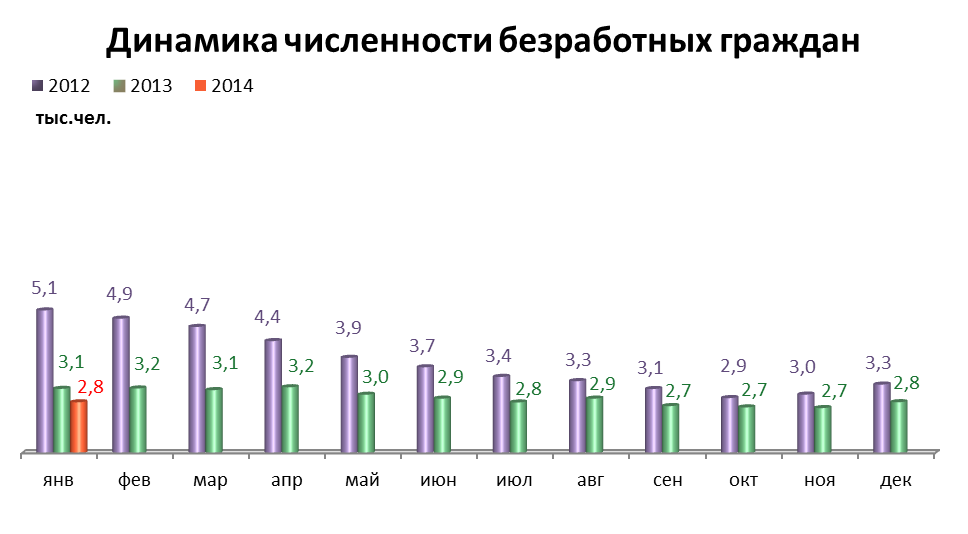 Динамика численности безработных граждан
2012 2013 2014
тыс.чел.
5,1 4,9 4,7 4,4 3,9 3,7 3,4 3,3 3,1 2,9 3,0 3,3
3,1 3,2 3,1 3,2 3,0 2,9 2,8 2,9 2,7 2,7 2,7 2,8
2,8
янв фев мар апр май июн июл авг сен окт ноя дек